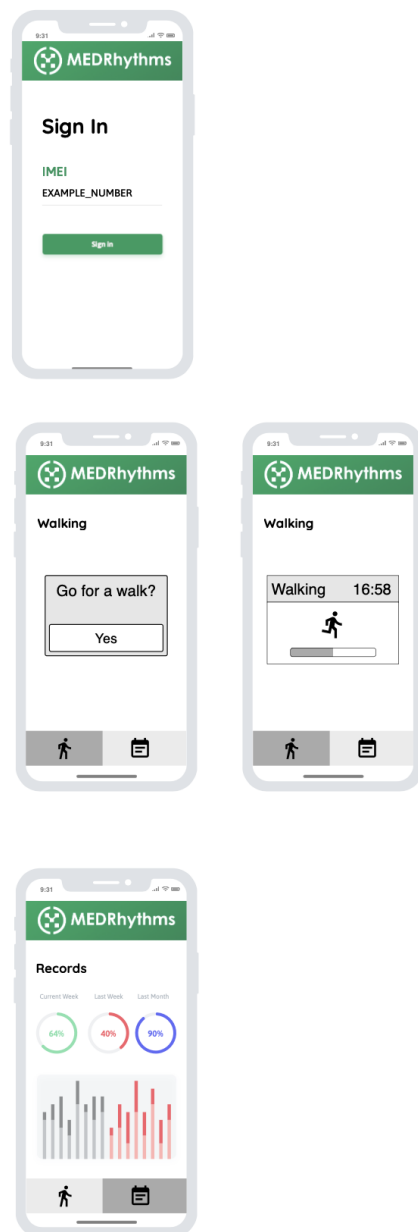 9:31
MEDRhythms
Sign In
IMEI
EXAMPLE_NUMBER
Sign in
9:31
MEDRhythms
Walking
Go for a walk?
Yes
9:31
MEDRhythms
Walking
Walking 16:58
9:31
MEDRhythms
Records
Current Week Last Week Last Month
64% 40% 90%